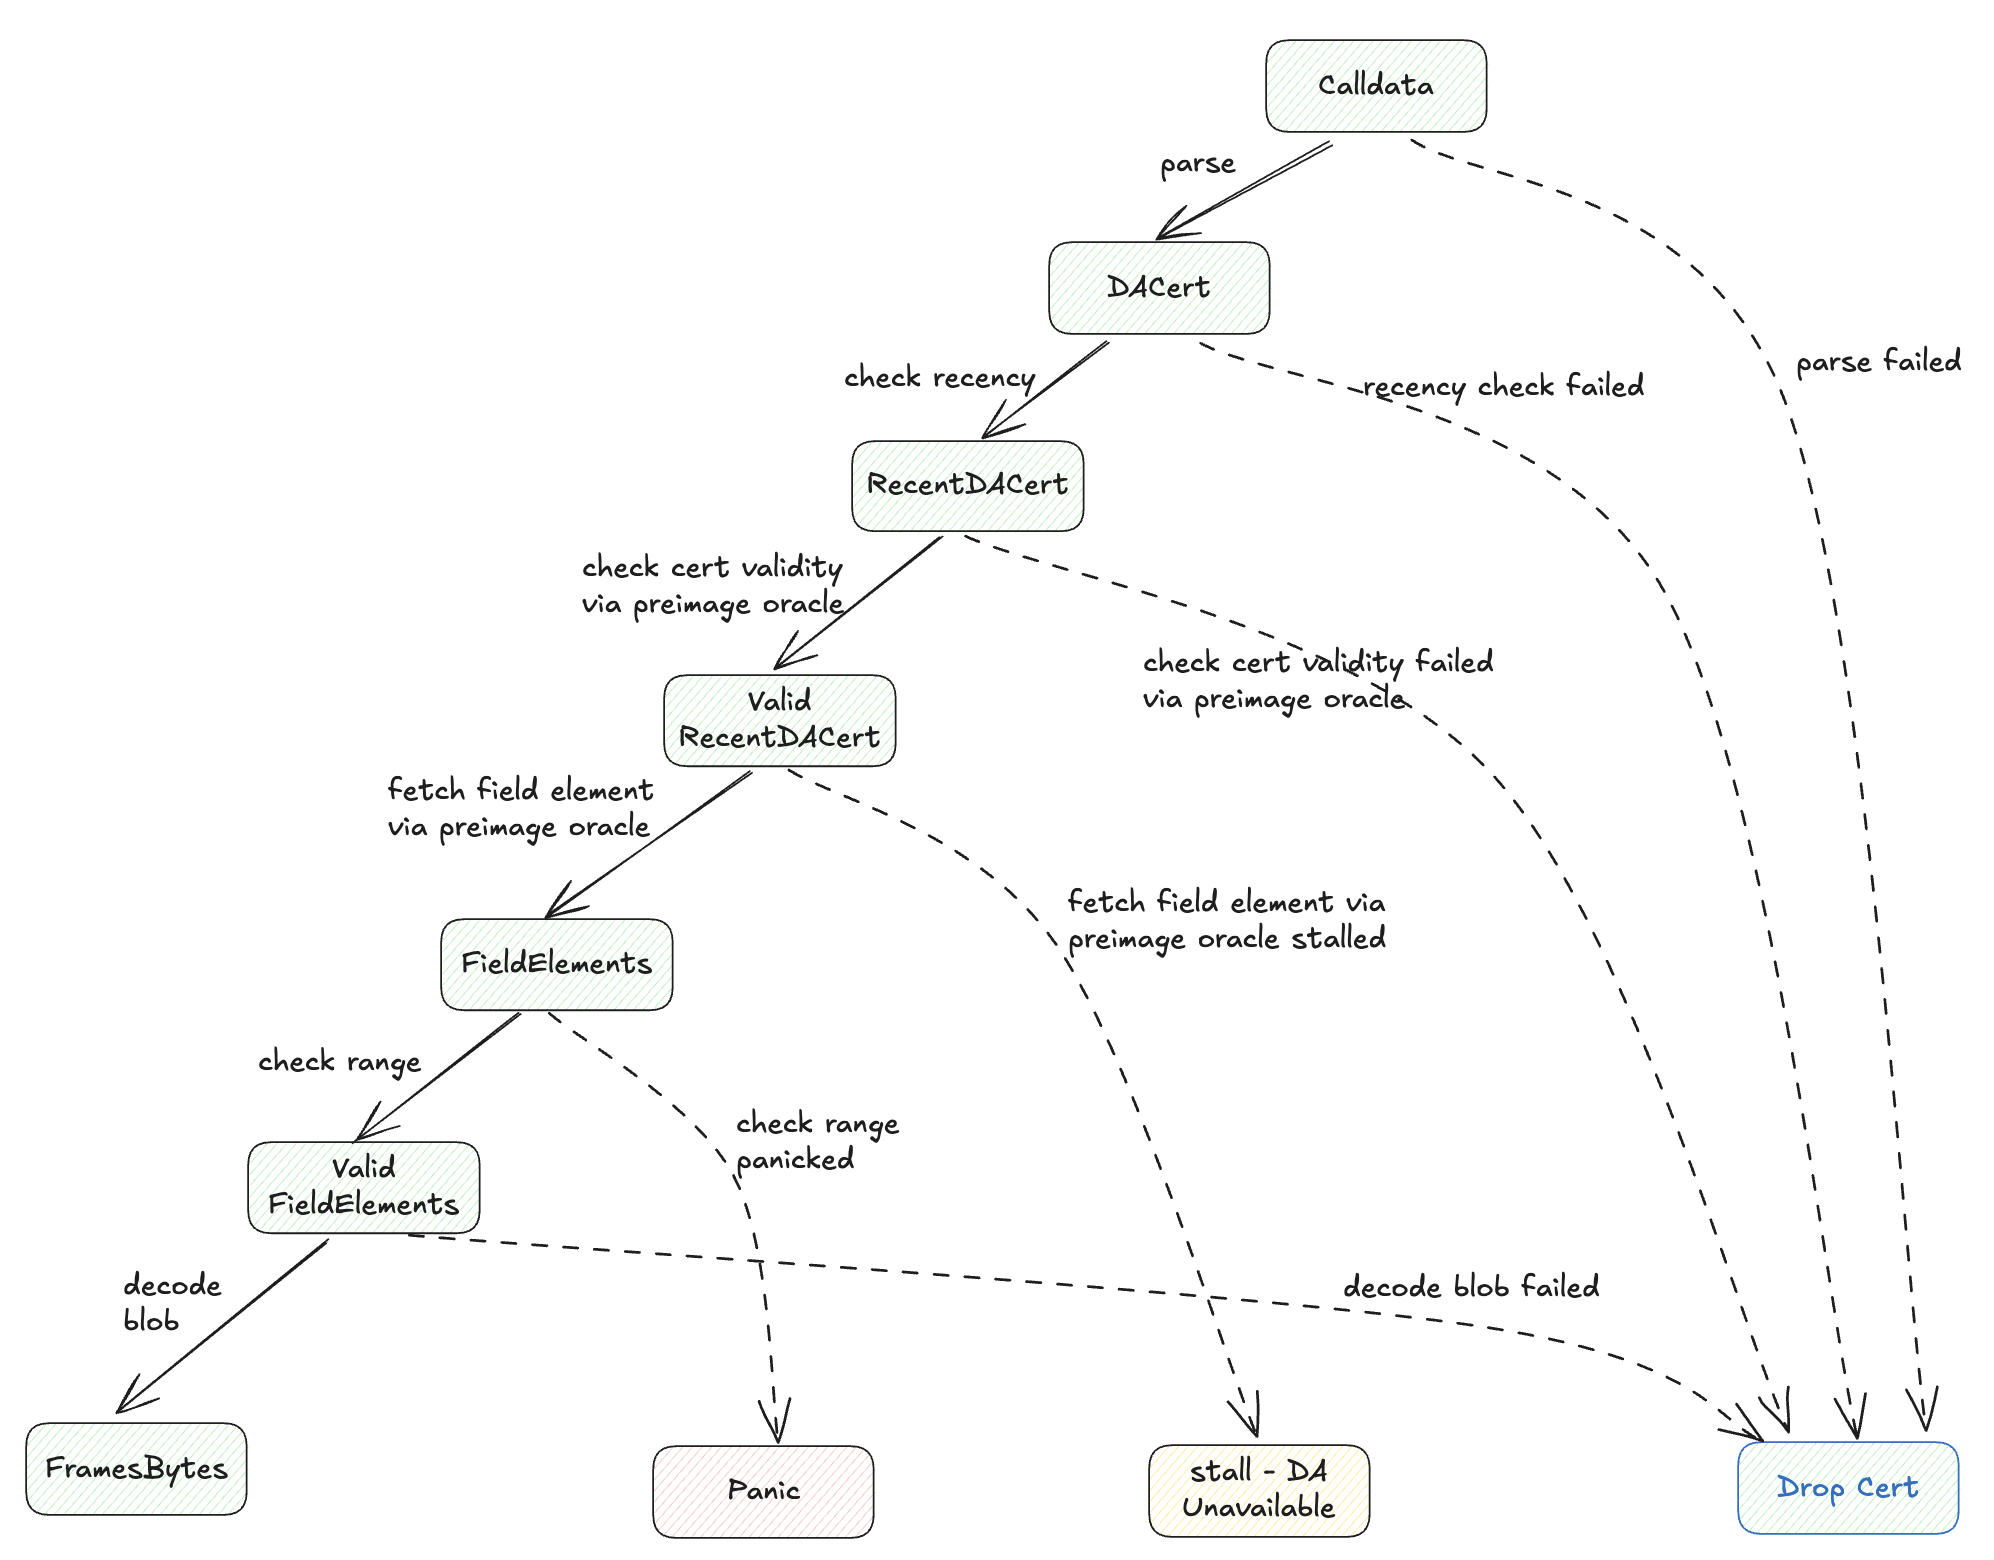 Calldata
parse
DACert
parse failed
check recency
recency check failed
RecentDACert
check cert validity
via preimage oracle
check cert validity failed
via preimage oracle
Valid
RecentDACert
fetch field element
via preimage oracle
fetch field element via
preimage oracle stalled
FieldElements
check range
check range
panicked
Valid
FieldElements
decode
blob
decode blob failed
FramesBytes
Panic
stall - DA
Unavailable
Drop Cert